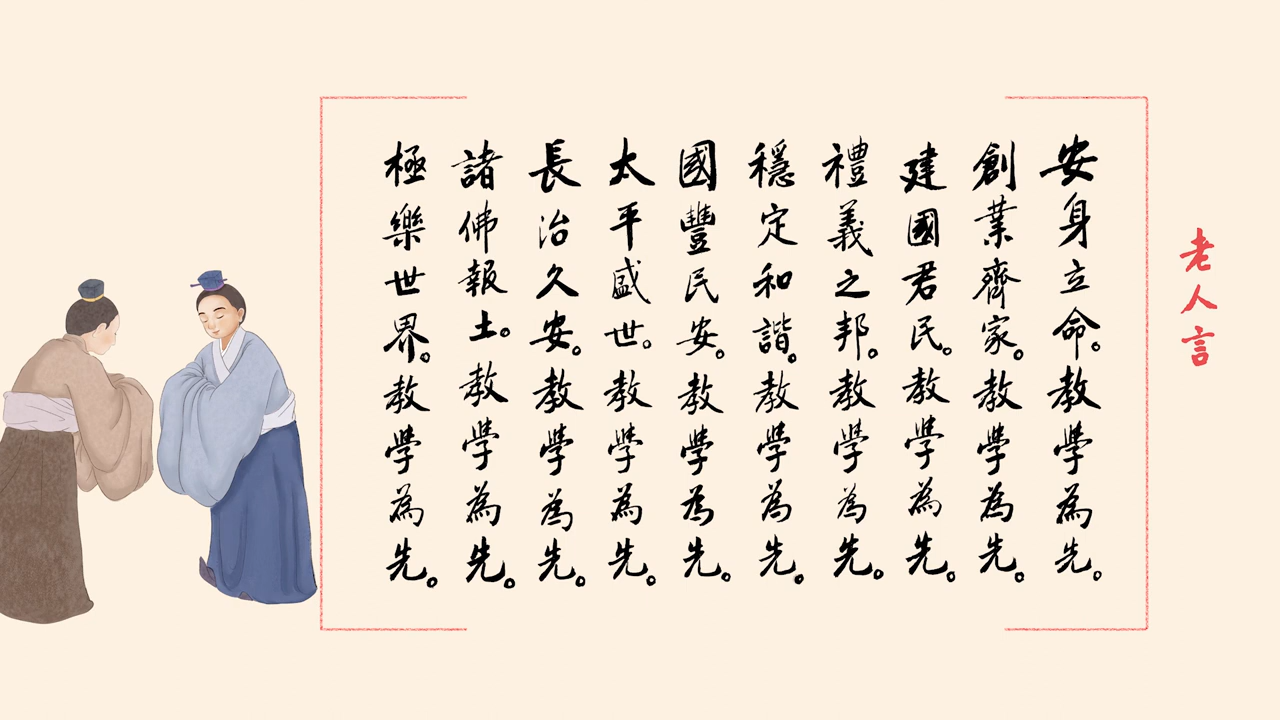 老人言
安身立命。教學為先。
創業齊家。教學為先。
建國君民。教學為先。
禮義之邦。教學為先。
穩定和諧。教學為先。
國豐民安。教學為先。
太平盛世。教學為先。
長治久安。教學為先。
諸佛報土。教學為先。
極樂世界。教學為先。